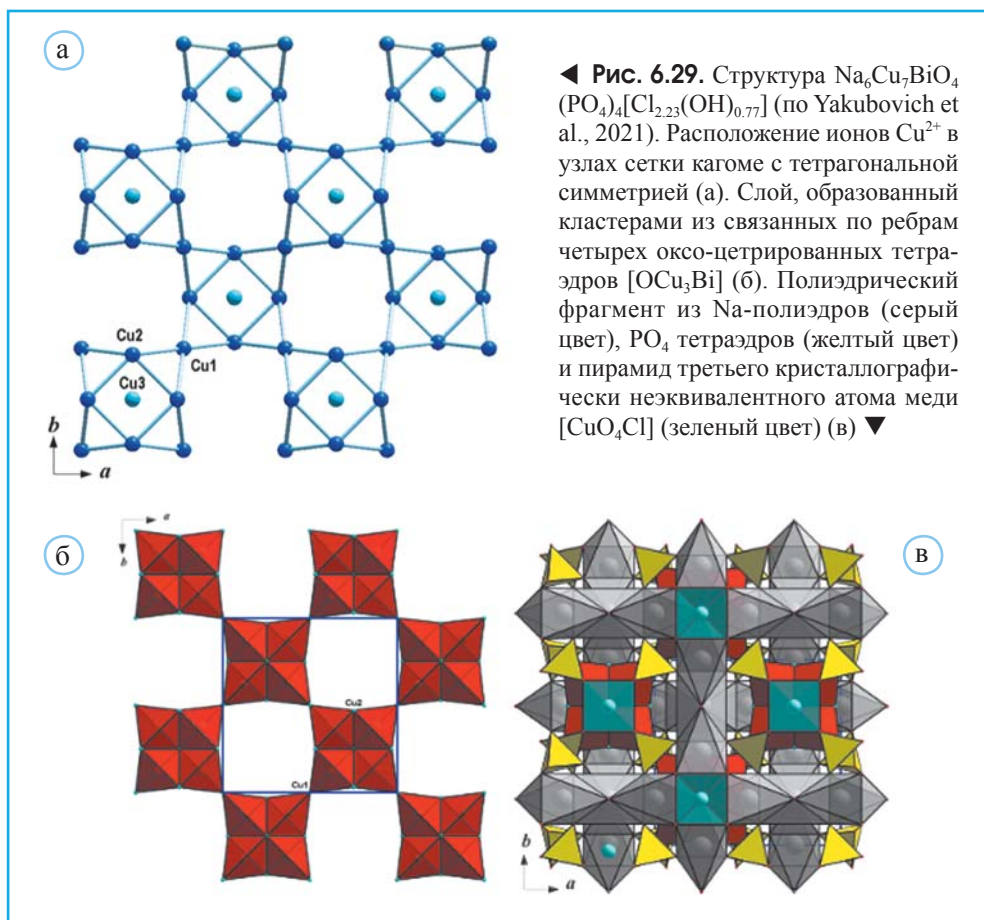 а
◀ Рис. 6.29. Структура Na₆Cu₇BiO₄
(PO₄)₄[Cl₂.₂₃(OH)₀.₇₇] (по Yakubovich et
al., 2021). Расположение ионов Cu²⁺ в
узлах сетки кагоме с тетрагональной
симметрией (а). Слой, образованный
кластерами из связанных по ребрам
четырех оксо-цетрированных тетра-
эдров [OCu₃Bi] (б). Полиэдрический
фрагмент из Na-полиэдров (серый
цвет), PO₄ тетраэдров (желтый цвет)
и пирамид третьего кристаллографи-
чески неэквивалентного атома меди
[CuO₄Cl] (зеленый цвет) (в) ▼
Cu2
Cu1
Cu3
b
a
б
a
b
Cu2
Cu1
в
b
a